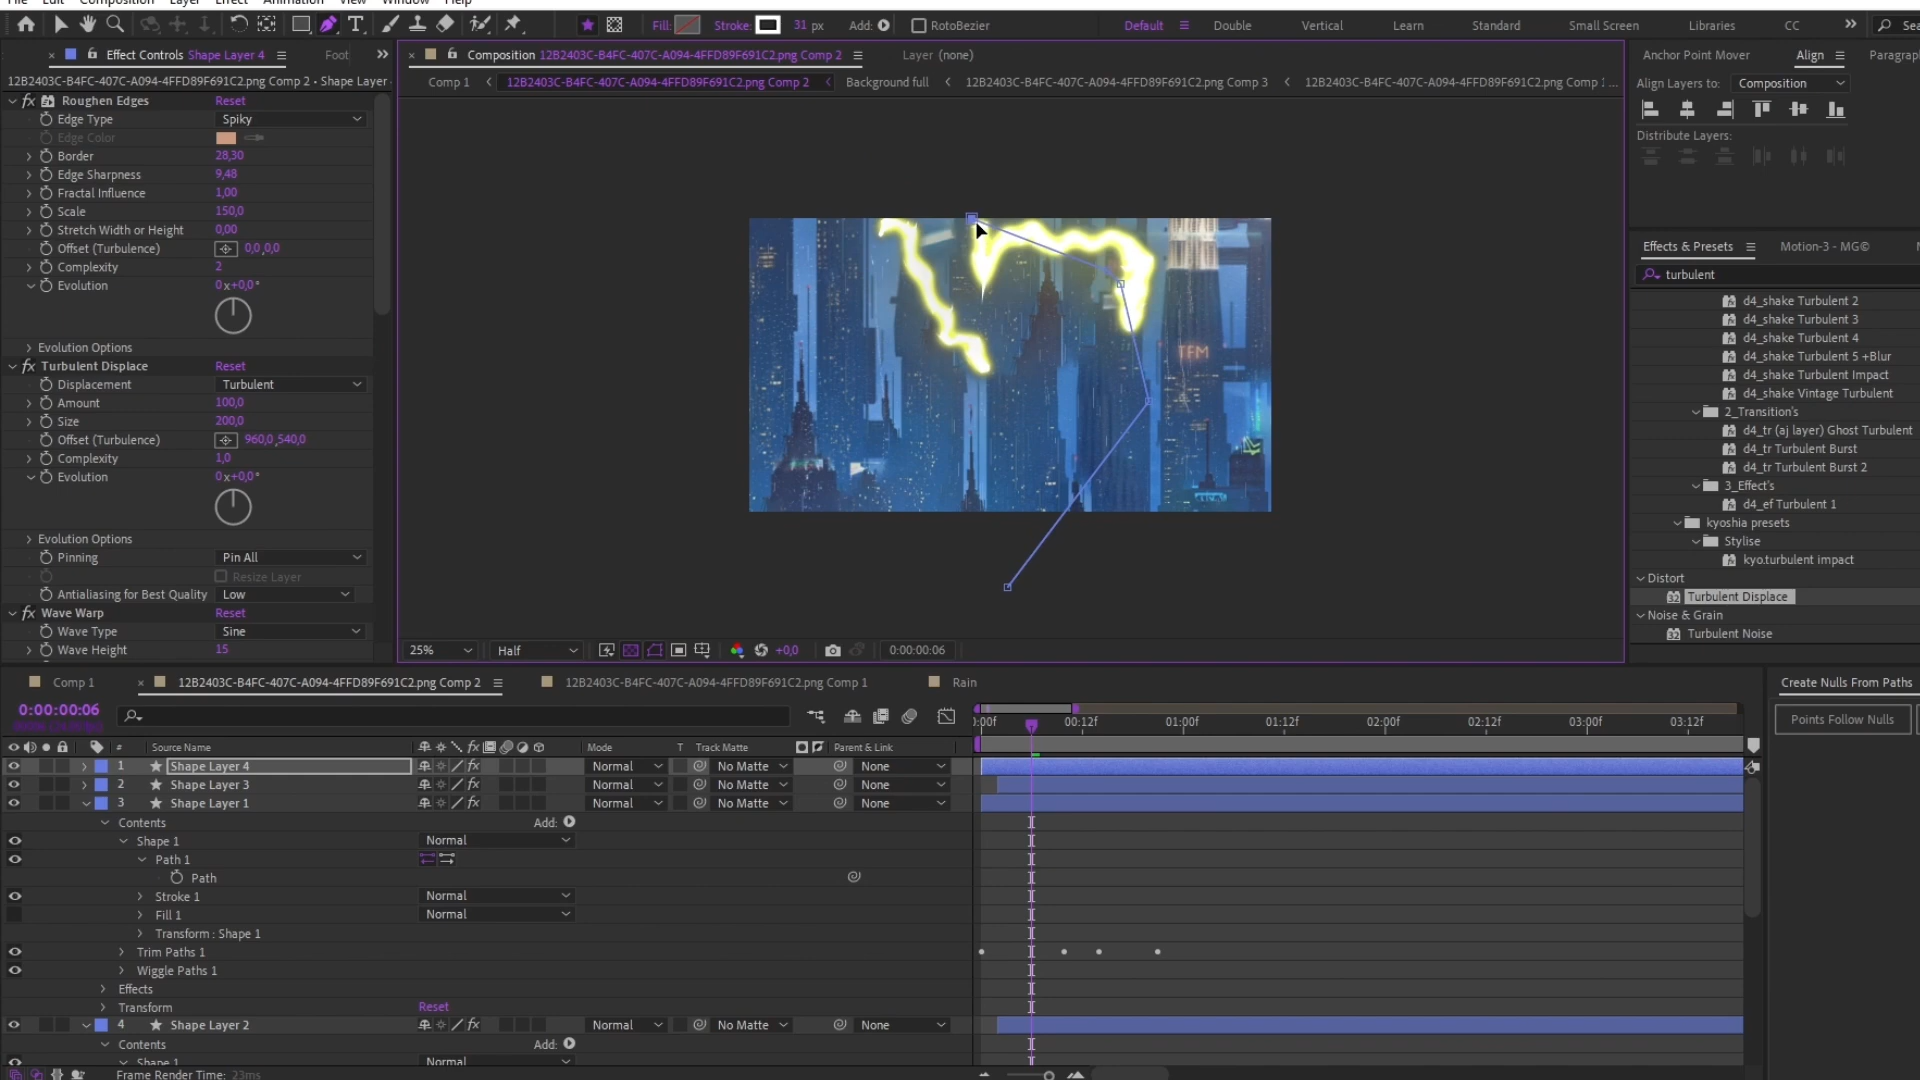 File Edit Composition Layer Effect Animation View Window Help
Fill: Stroke: 31 px Add: RotoBezier Default Double Vertical Learn Standard Small Screen Libraries CC
Effect Controls Shape Layer 4 Foot
12B2403C-B4FC-407C-A094-4FFD89F691C2.png Comp 2 • Shape Layer
fx Roughen Edges Reset
Edge Type Spiky
Edge Color
Border 28,30
Edge Sharpness 9,48
Fractal Influence 1,00
Scale 150,0
Stretch Width or Height 0,00
Offset (Turbulence) 0,0,0,0
Complexity 2
Evolution 0x+0,0°
Evolution Options
fx Turbulent Displace Reset
Displacement Turbulent
Amount 100,0
Size 200,0
Offset (Turbulence) 960,0,540,0
Complexity 1,0
Evolution 0x+0,0°
Evolution Options
Pinning Pin All
Resize Layer
Antialiasing for Best Quality Low
fx Wave Warp Reset
Wave Type Sine
Wave Height 15
Composition 12B2403C-B4FC-407C-A094-4FFD89F691C2.png Comp 2 Layer (none)
Comp 1 12B2403C-B4FC-407C-A094-4FFD89F691C2.png Comp 2 Background full 12B2403C-B4FC-407C-A094-4FFD89F691C2.png Comp 3 12B2403C-B4FC-407C-A094-4FFD89F691C2.png Comp 1 ...
TFM
25% Half +0,0 0:00:00:06
Anchor Point Mover Align Paragrap
Align Layers to: Composition
Distribute Layers:
Effects & Presets Motion-3 - MG©
turbulent
d4_shake Turbulent 2
d4_shake Turbulent 3
d4_shake Turbulent 4
d4_shake Turbulent 5 +Blur
d4_shake Turbulent Impact
d4_shake Vintage Turbulent
2_Transition's
d4_tr (aj layer) Ghost Turbulent
d4_tr Turbulent Burst
d4_tr Turbulent Burst 2
3_Effect's
d4_ef Turbulent 1
kyoshia presets
Stylise
kyo.turbulent impact
Distort
Turbulent Displace
Noise & Grain
Turbulent Noise
Comp 1 12B2403C-B4FC-407C-A094-4FFD89F691C2.png Comp 2 12B2403C-B4FC-407C-A094-4FFD89F691C2.png Comp 1 Rain
Create Nulls From Paths
Points Follow Nulls
0:00:00:06
:00f 00:12f 01:00f 01:12f 02:00f 02:12f 03:00f 03:12f
# Source Name fx Mode T Track Matte Parent & Link
1 Shape Layer 4 fx Normal No Matte None
2 Shape Layer 3 fx Normal No Matte None
3 Shape Layer 1 fx Normal No Matte None
Contents Add:
Shape 1 Normal
Path 1
Path
Stroke 1 Normal
Fill 1 Normal
Transform : Shape 1
Trim Paths 1
Wiggle Paths 1
Effects
Transform Reset
4 Shape Layer 2 fx Normal No Matte None
Contents Add:
Shape 1 Normal
Frame Render Time: 23ms